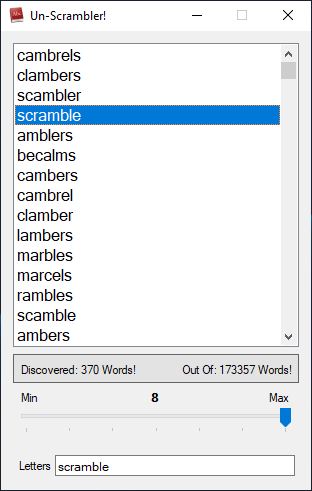 Un-Scrambler!
cambrels
clambers
scambler
scramble
amblers
becalms
cambers
cambrel
clamber
lambers
marbles
marcels
rambles
scamble
ambers
Discovered: 370 Words! Out Of: 173357 Words!
Min 8 Max
Letters scramble